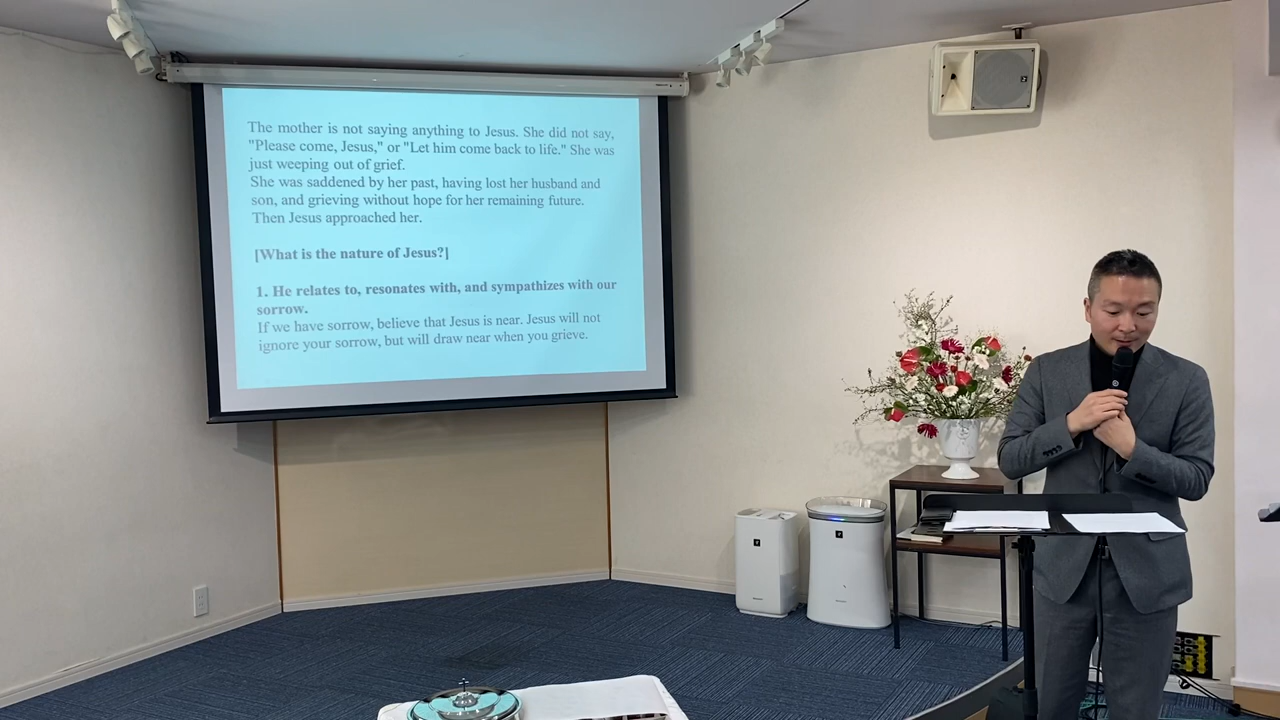 The mother is not saying anything to Jesus. She did not say,
"Please come, Jesus," or "Let him come back to life." She was
just weeping out of grief.
She was saddened by her past, having lost her husband and
son, and grieving without hope for her remaining future.
Then Jesus approached her.
[What is the nature of Jesus?]
1. He relates to, resonates with, and sympathizes with our
sorrow.
If we have sorrow, believe that Jesus is near. Jesus will not
ignore your sorrow, but will draw near when you grieve.